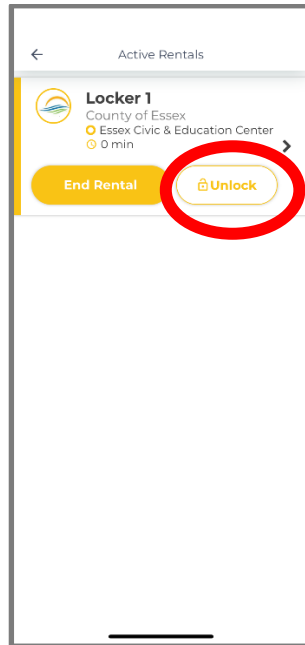 Active Rentals
Locker 1
County of Essex
Essex Civic & Education Center
0 min
End Rental Unlock